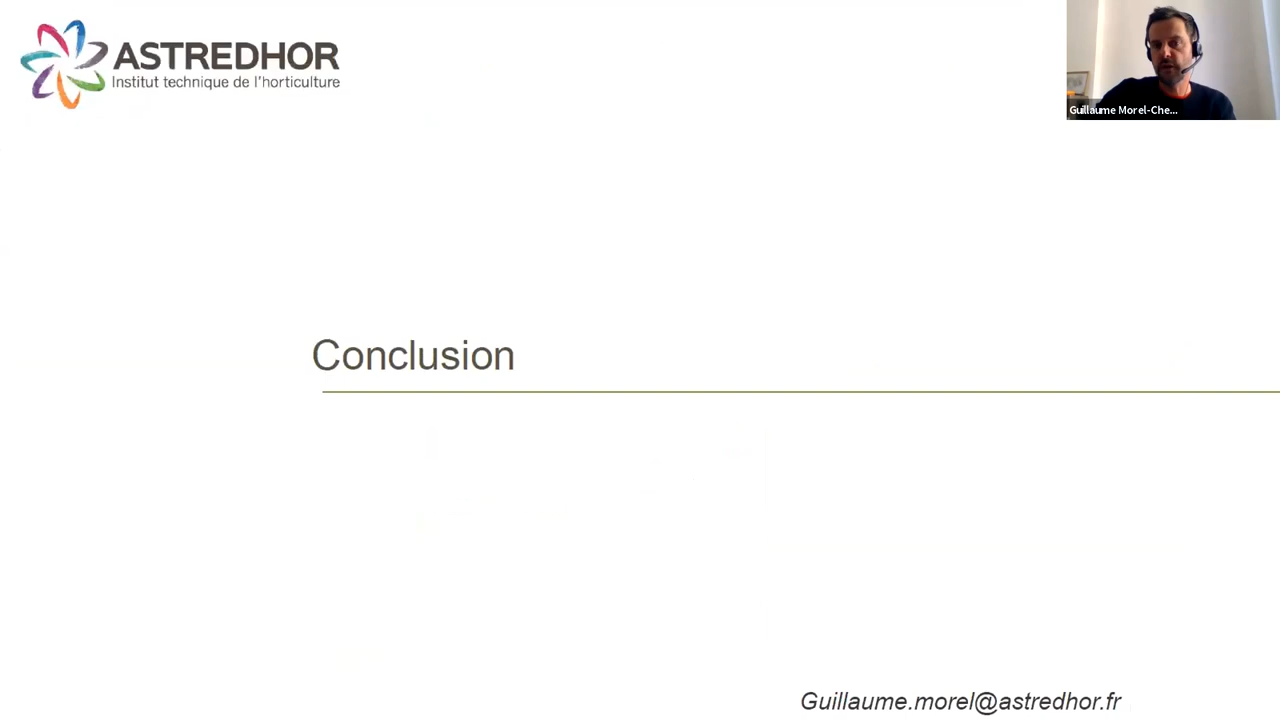 ASTREDHOR
Institut technique de l'horticulture
Guillaume Morel-Che...
Conclusion
Guillaume.morel@astredhor.fr